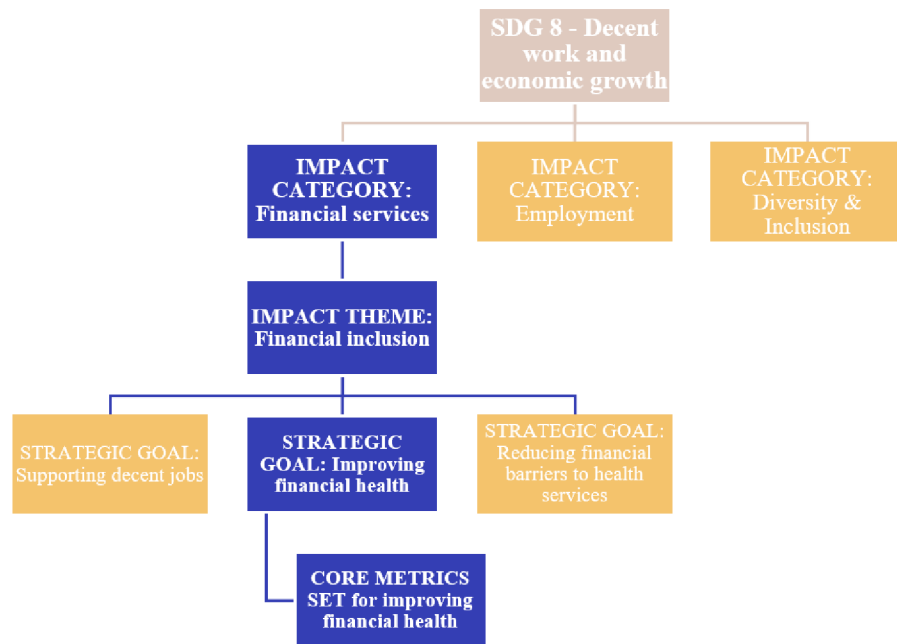 SDG 8 - Decent
work and
economic growth
IMPACT
CATEGORY:
Financial services
IMPACT
CATEGORY:
Employment
IMPACT
CATEGORY:
Diversity &
Inclusion
IMPACT THEME:
Financial inclusion
STRATEGIC GOAL:
Supporting decent jobs
STRATEGIC
GOAL: Improving
financial health
STRATEGIC GOAL:
Reducing financial
barriers to health
services
CORE METRICS
SET for improving
financial health